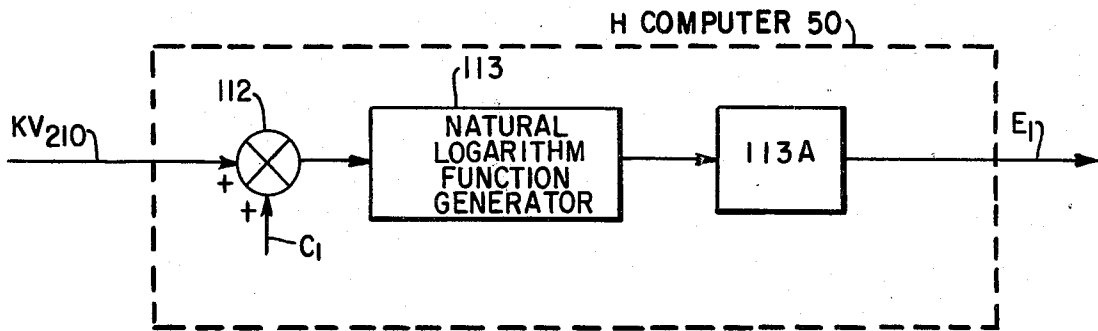 H COMPUTER 50
KV210
112
+
+
C1
113
NATURAL
LOGARITHM
FUNCTION
GENERATOR
113A
E1